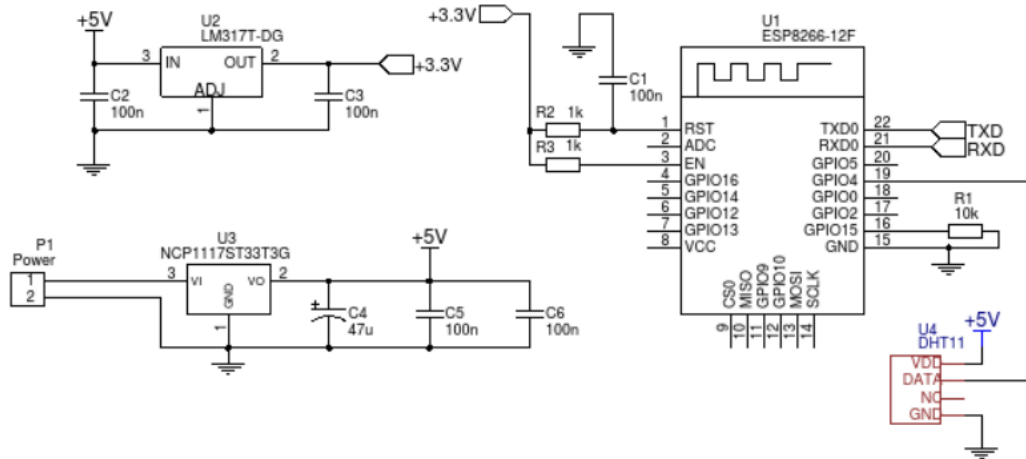 +5V
U2
LM317T-DG
3 IN OUT 2
ADJ
1
+3.3V
C2
100n
C3
100n
+3.3V
C1
100n
R2 1k
R3 1k
U1
ESP8266-12F
1 RST TXD0 22 TXD
2 ADC RXD0 21 RXD
3 EN GPIO5 20
4 GPIO16 GPIO4 19
5 GPIO14 GPIO0 18
6 GPIO12 GPIO2 17
7 GPIO13 GPIO15 16
8 VCC GND 15
CS0 MISO GPIO9 GPIO10 MOSI SCLK
9 10 11 12 13 14
R1
10k
P1
Power
1
2
U3
NCP1117ST33T3G
3 VI VO 2
GND
1
+5V
C4
47u
C5
100n
C6
100n
U4
DHT11
+5V
VDD
DATA
NC
GND